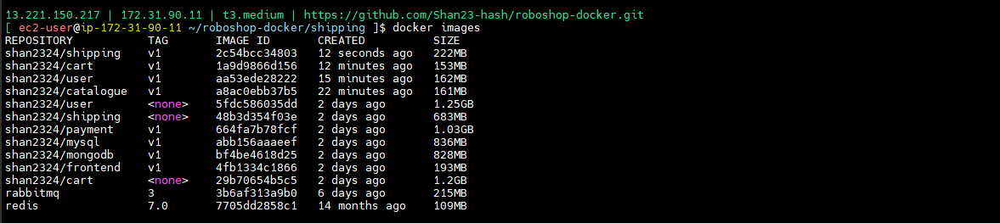 13.221.150.217 | 172.31.90.11 | t3.medium | https://github.com/Shan23-hash/roboshop-docker.git
[ ec2-user@ip-172-31-90-11 ~/roboshop-docker/shipping ]$ docker images
REPOSITORY TAG IMAGE ID CREATED SIZE
shan2324/shipping v1 2c54bcc34803 12 seconds ago 222MB
shan2324/cart v1 1a9d9866d156 12 minutes ago 153MB
shan2324/user v1 aa53ede28222 15 minutes ago 162MB
shan2324/catalogue v1 a8ac0ebb37b5 22 minutes ago 161MB
shan2324/user <none> 5fdc586035dd 2 days ago 1.25GB
shan2324/shipping <none> 48b3d354f03e 2 days ago 683MB
shan2324/payment v1 664fa7b78fcf 2 days ago 1.03GB
shan2324/mysql v1 abb156aaaeef 2 days ago 836MB
shan2324/mongodb v1 bf4be4618d25 2 days ago 828MB
shan2324/frontend v1 4fb1334c1866 2 days ago 193MB
shan2324/cart <none> 29b70654b5c5 2 days ago 1.2GB
rabbitmq 3 3b6af313a9b0 6 days ago 215MB
redis 7.0 7705dd2858c1 14 months ago 109MB